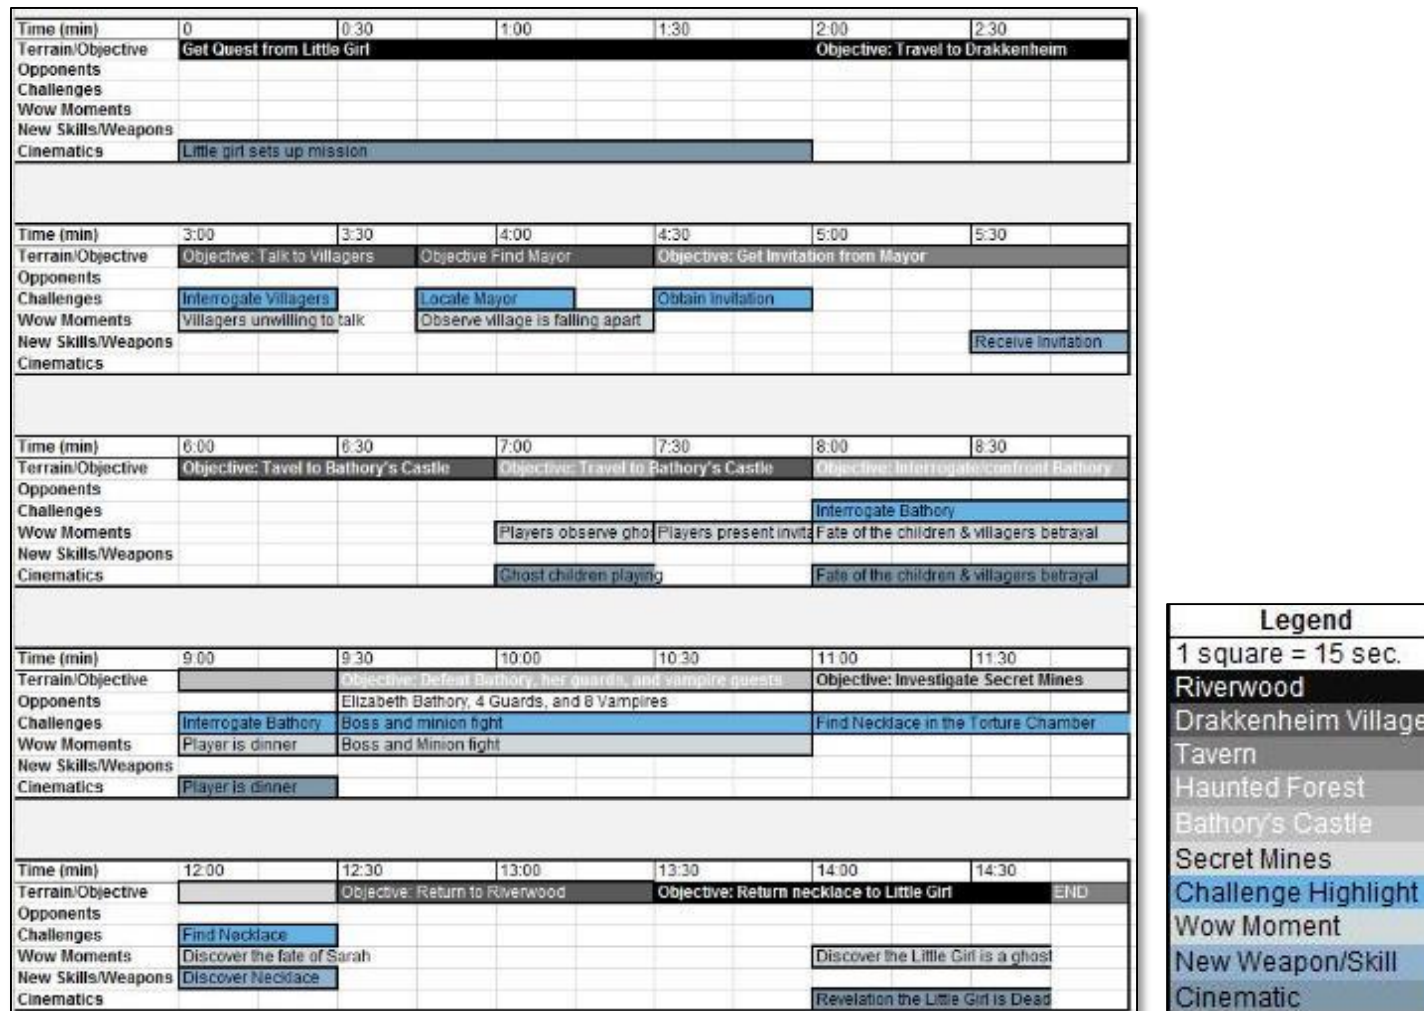 Time (min) 0 0:30 1:00 1:30 2:00 2:30
Terrain/Objective Get Quest from Little Girl Objective: Travel to Drakkenheim
Opponents
Challenges
Wow Moments
New Skills/Weapons
Cinematics Little girl sets up mission
Time (min) 3:00 3:30 4:00 4:30 5:00 5:30
Terrain/Objective Objective: Talk to Villagers Objective Find Mayor Objective: Get Invitation from Mayor
Opponents
Challenges Interrogate Villagers Locate Mayor Obtain Invitation
Wow Moments Villagers unwilling to talk Observe village is falling apart
New Skills/Weapons Receive Invitation
Cinematics
Time (min) 6:00 6:30 7:00 7:30 8:00 8:30
Terrain/Objective Objective: Tavel to Bathory's Castle Objective: Travel to Bathory's Castle Objective: Interrogate/confront Bathory
Opponents
Challenges Interrogate Bathory
Wow Moments Players observe ghos Players present invita Fate of the children & villagers betrayal
New Skills/Weapons
Cinematics Ghost children playing Fate of the children & villagers betrayal
Time (min) 9:00 9:30 10:00 10:30 11:00 11:30
Terrain/Objective Objective: Defeat Bathory, her guards, and vampire guests Objective: Investigate Secret Mines
Opponents Elizabeth Bathory, 4 Guards, and 8 Vampires
Challenges Interrogate Bathory Boss and minion fight Find Necklace in the Torture Chamber
Wow Moments Player is dinner Boss and Minion fight
New Skills/Weapons
Cinematics Player is dinner
Time (min) 12:00 12:30 13:00 13:30 14:00 14:30
Terrain/Objective Objective: Return to Riverwood Objective: Return necklace to Little Girl END
Opponents
Challenges Find Necklace
Wow Moments Discover the fate of Sarah Discover the Little Girl is a ghost
New Skills/Weapons Discover Necklace
Cinematics Revelation the Little Girl is Dead
Legend
1 square = 15 sec.
Riverwood
Drakkenheim Village
Tavern
Haunted Forest
Bathory's Castle
Secret Mines
Challenge Highlight
Wow Moment
New Weapon/Skill
Cinematic